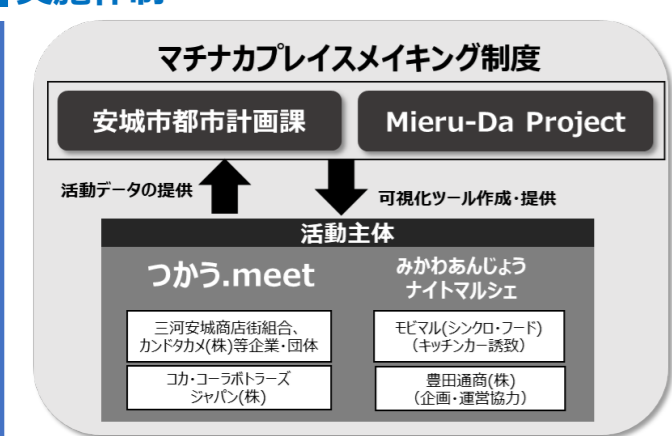 マチナカプレイスメイキング制度
安城市都市計画課
Mieru-Da Project
活動データの提供
可視化ツール作成・提供
活動主体
つかう.meet
みかわあんじょう
ナイトマルシェ
三河安城商店街組合、
カンドタカメ(株)等企業・団体
モビマル(シンクロ・フード)
(キッチンカー誘致)
コカ・コーラボトラーズ
ジャパン(株)
豊田通商(株)
(企画・運営協力)